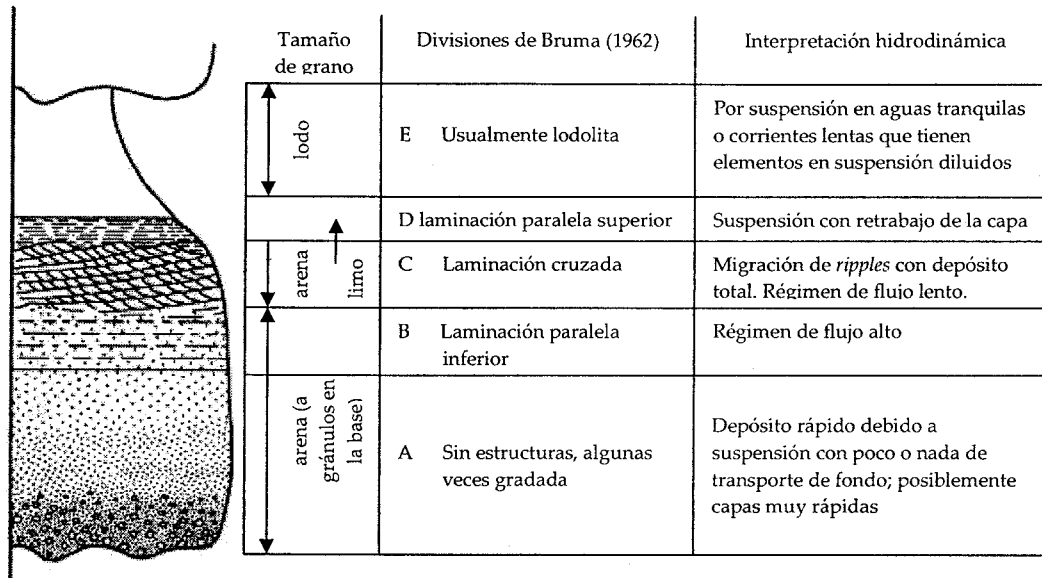 Tamaño
de grano
Divisiones de Bruma (1962)
Interpretación hidrodinámica
lodo
E Usualmente lodolita
Por suspensión en aguas tranquilas
o corrientes lentas que tienen
elementos en suspensión diluidos
D laminación paralela superior
Suspensión con retrabajo de la capa
arena
limo
C Laminación cruzada
Migración de ripples con depósito
total. Régimen de flujo lento.
B Laminación paralela
inferior
Régimen de flujo alto
arena (a
gránulos en
la base)
A Sin estructuras, algunas
veces gradada
Depósito rápido debido a
suspensión con poco o nada de
transporte de fondo; posiblemente
capas muy rápidas